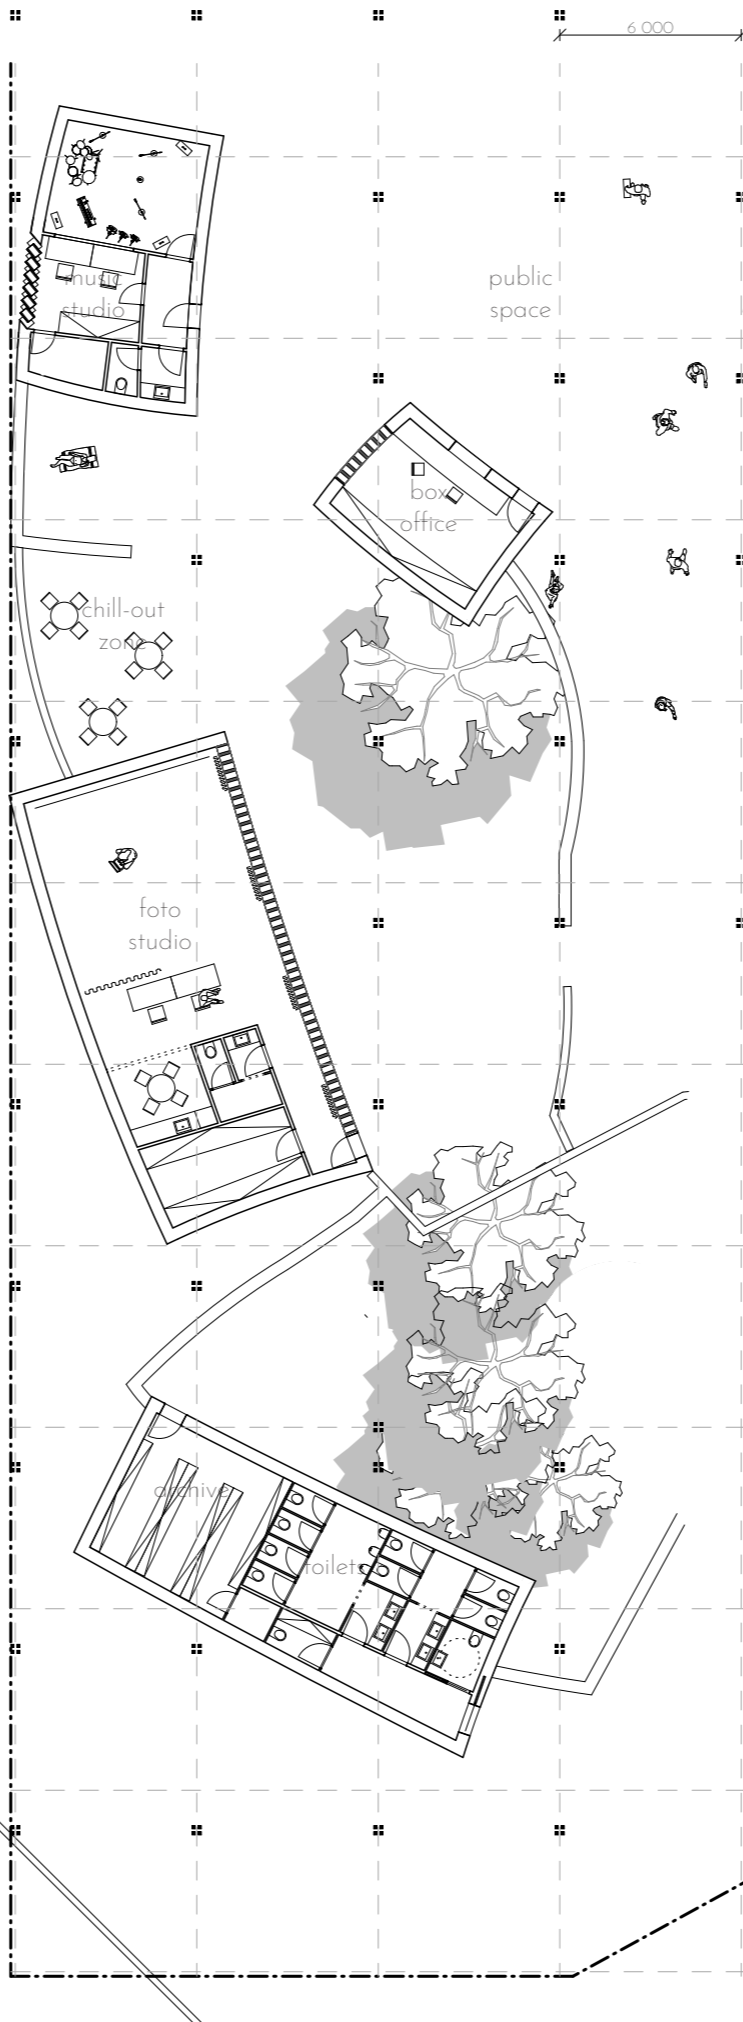 6 000
music
studio
public
space
box
office
chill-out
zone
foto
studio
archive
toilets